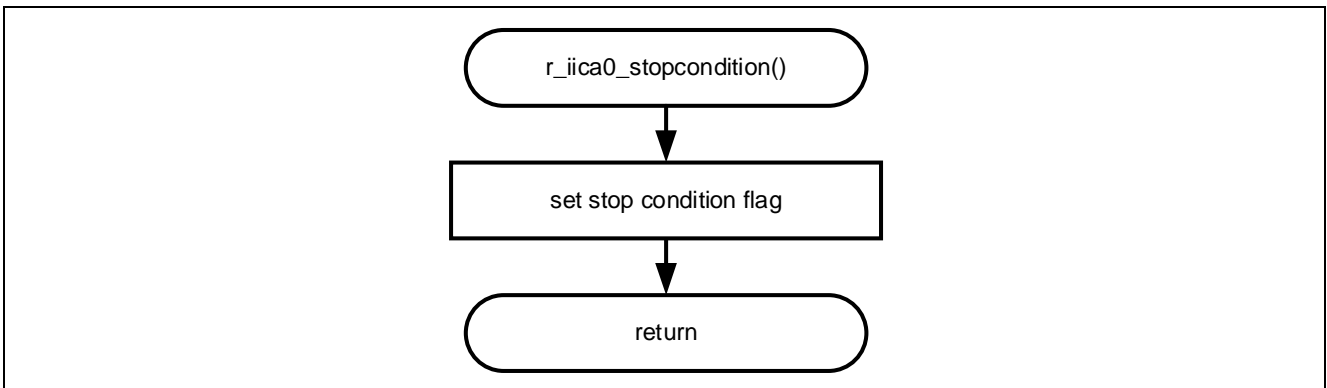 r_iica0_stopcondition()
set stop condition flag
return